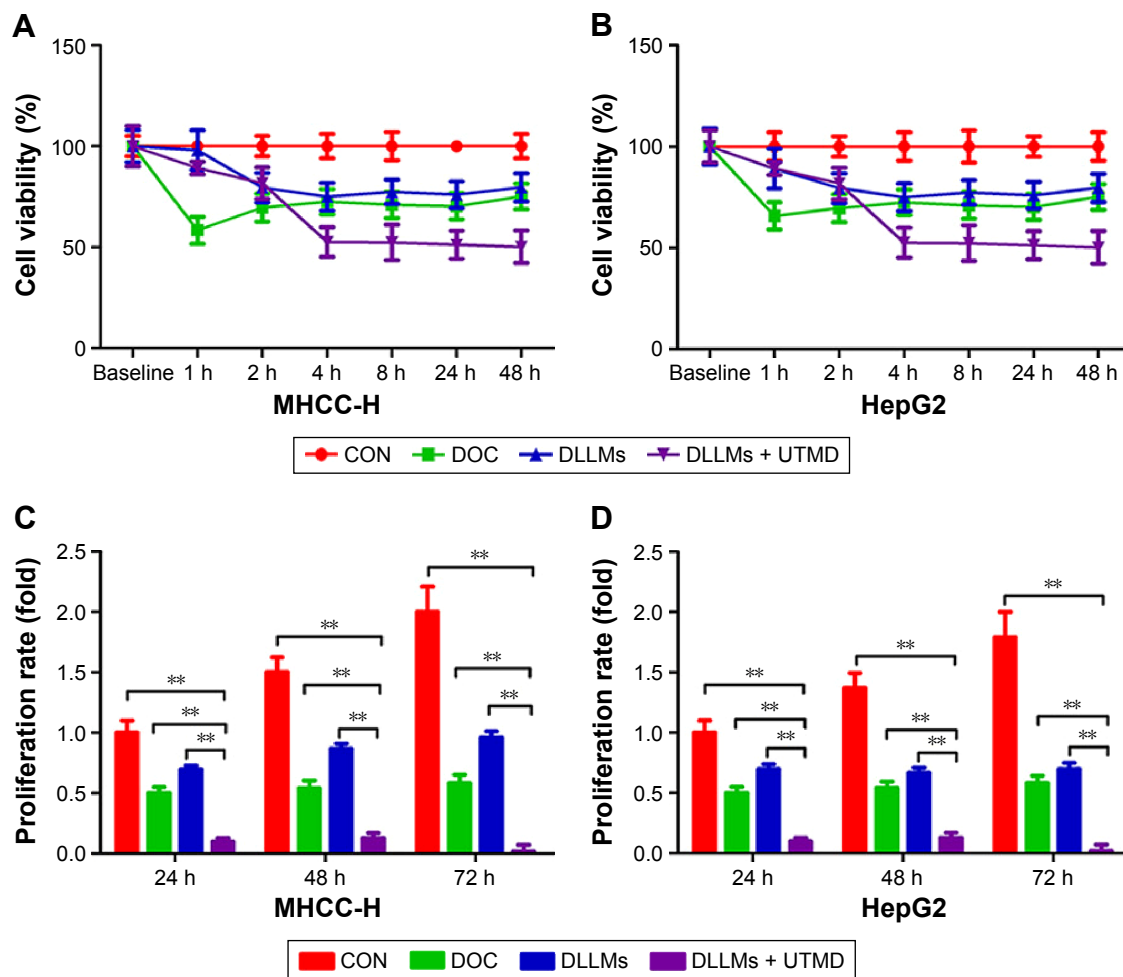 A
Cell viability (%)
150
100
50
0
Baseline 1 h 2 h 4 h 8 h 24 h 48 h
MHCC-H
B
Cell viability (%)
150
100
50
0
Baseline 1 h 2 h 4 h 8 h 24 h 48 h
HepG2
CON DOC DLLMs DLLMs + UTMD
C
Proliferation rate (fold)
2.5
2.0
1.5
1.0
0.5
0.0
**
**
**
**
**
**
**
**
**
24 h 48 h 72 h
MHCC-H
D
Proliferation rate (fold)
2.5
2.0
1.5
1.0
0.5
0.0
**
**
**
**
**
**
**
**
**
24 h 48 h 72 h
HepG2
CON DOC DLLMs DLLMs + UTMD